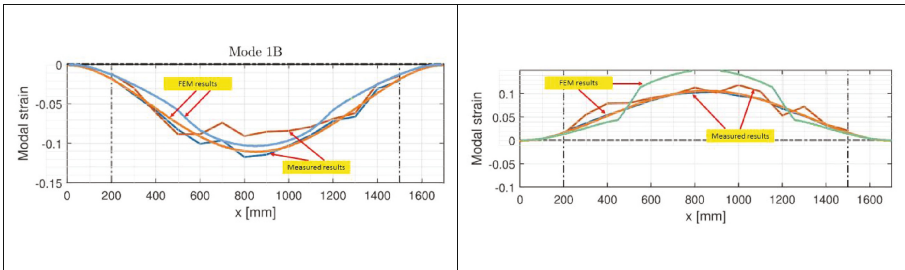 Mode 1B
0
FEM results
-0.05
Modal strain
-0.1
Measured results
-0.15
0 200 400 600 800 1000 1200 1400 1600
x [mm]
FEM results
0.1
0.05
Measured results
Modal strain
0
-0.05
-0.1
0 200 400 600 800 1000 1200 1400 1600
x [mm]